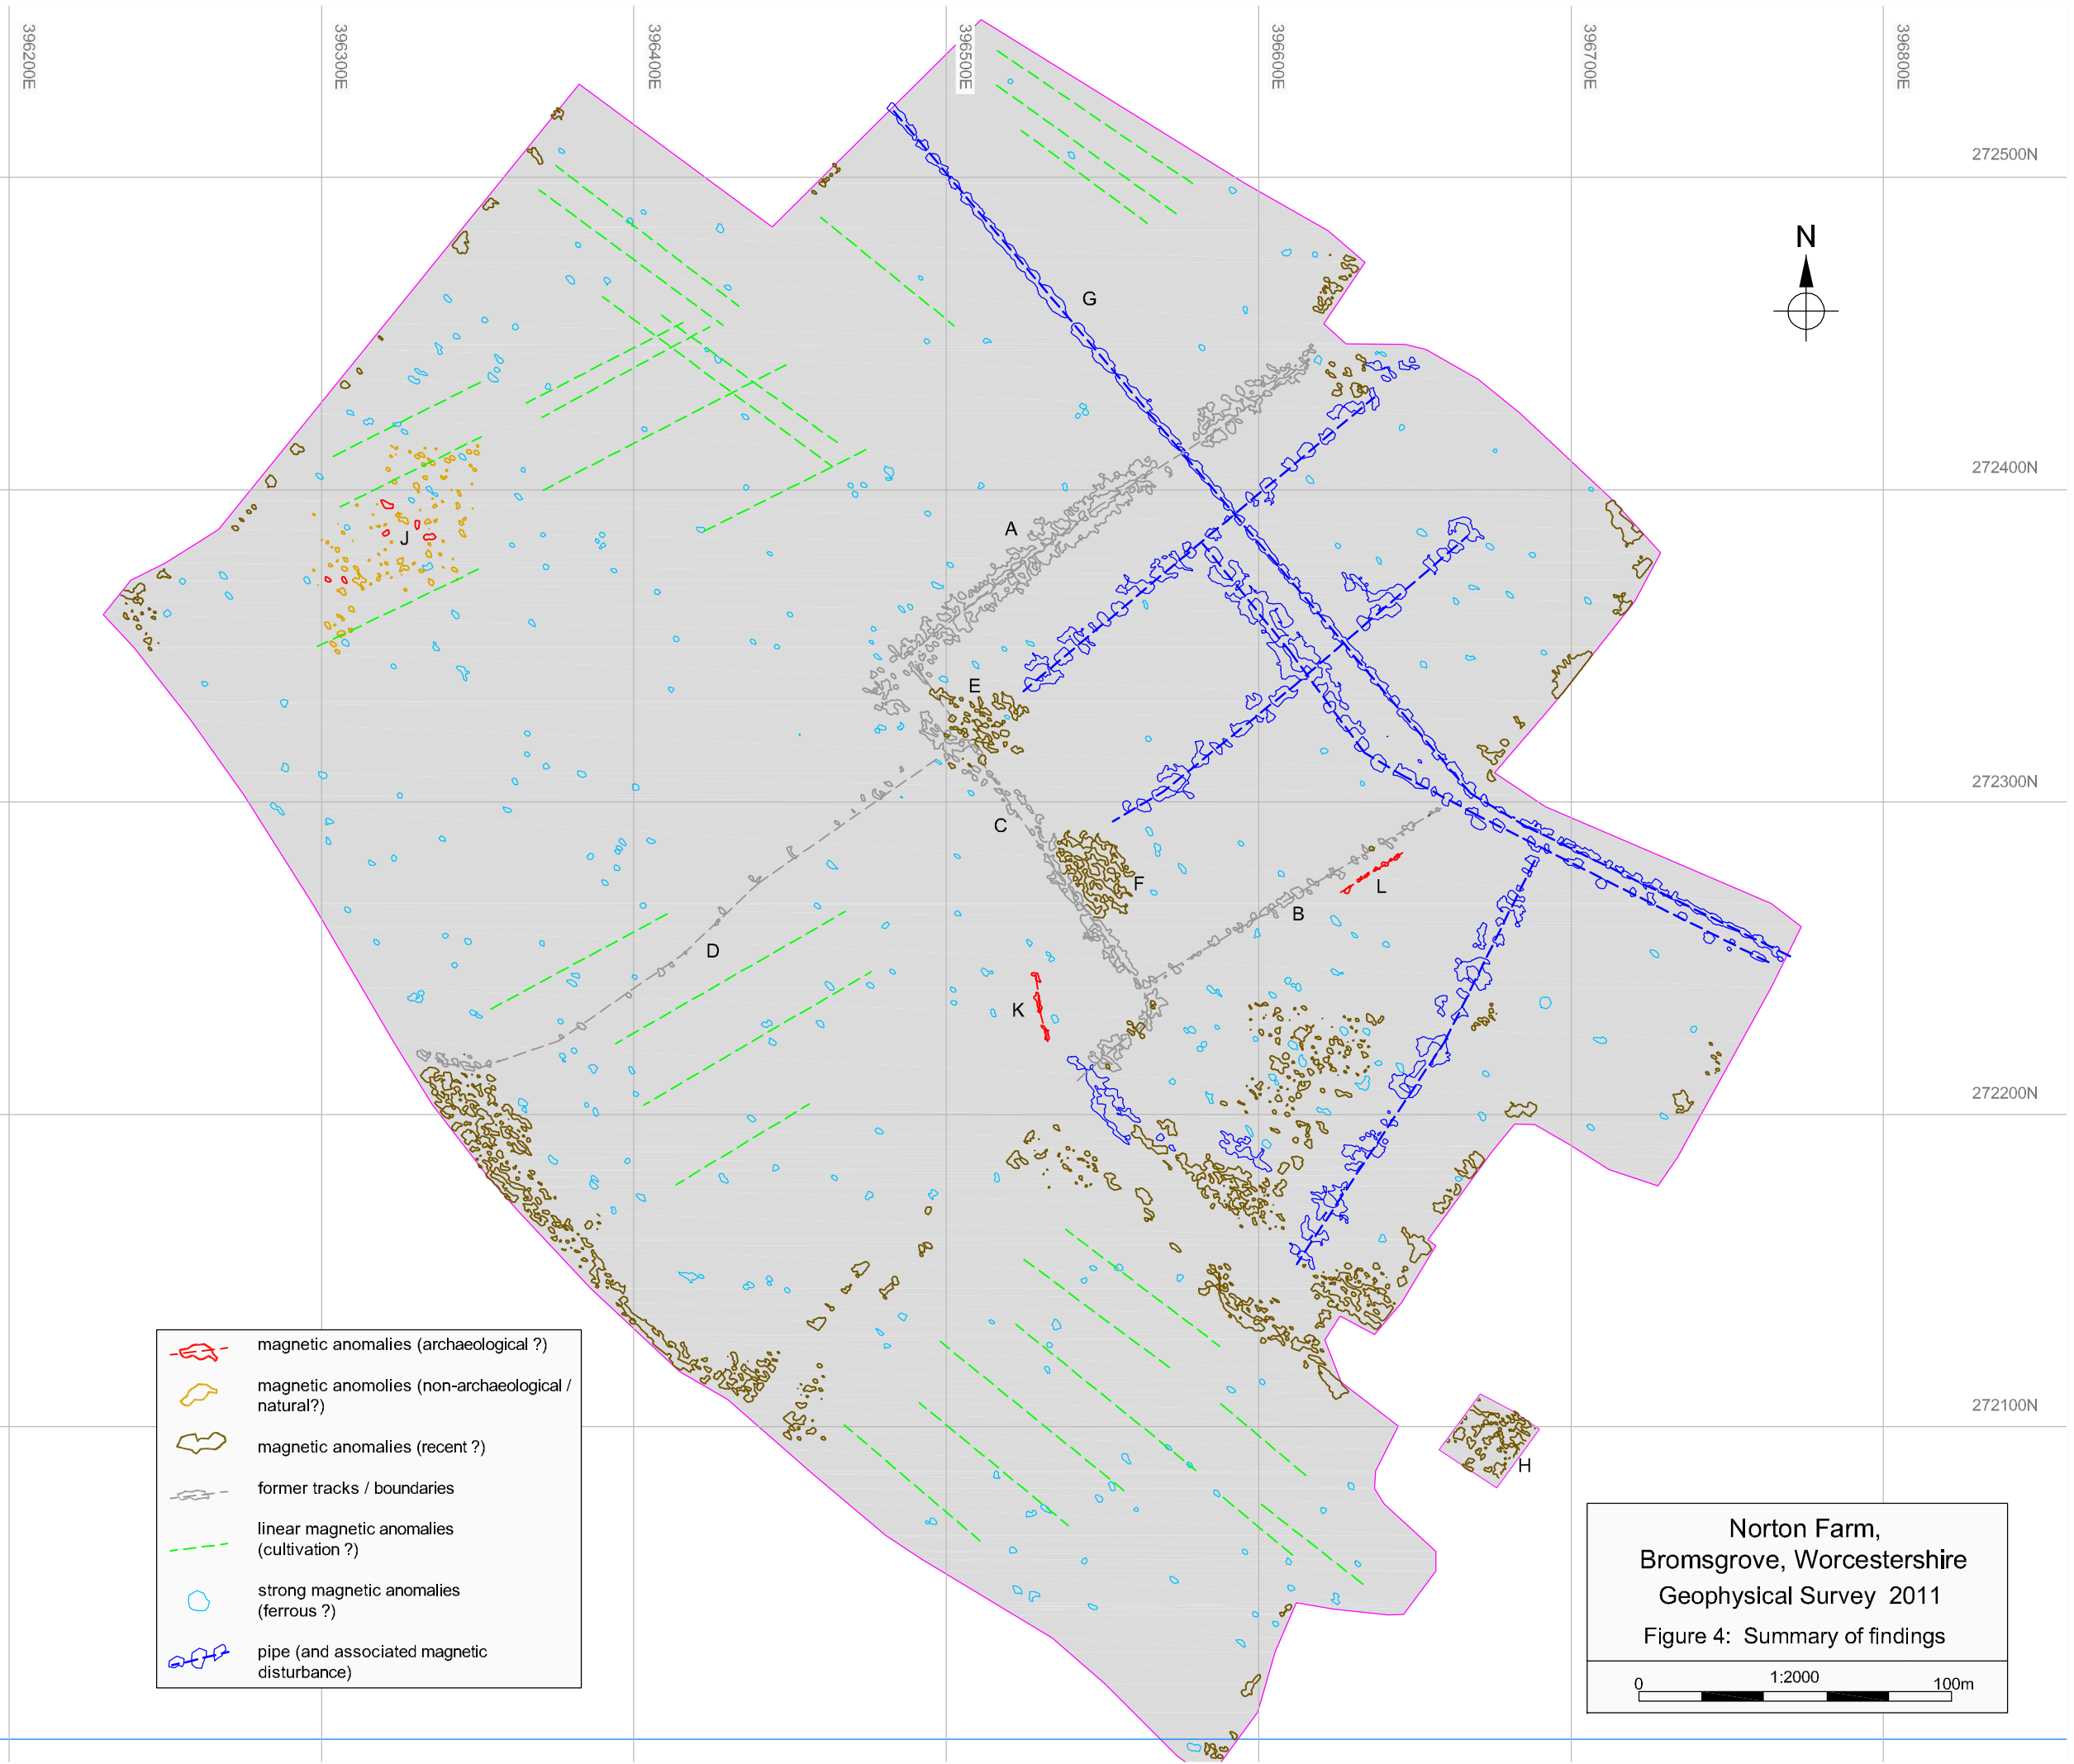 396200E
396300E
396400E
396500E
396600E
396700E
396800E
272500N
N
G
272400N
A
J
E
272300N
C
F
L
B
D
K
272200N
272100N
H
magnetic anomalies (archaeological ?)
magnetic anomolies (non-archaeological /
natural?)
magnetic anomalies (recent ?)
former tracks / boundaries
linear magnetic anomalies
(cultivation ?)
strong magnetic anomalies
(ferrous ?)
pipe (and associated magnetic
disturbance)
Norton Farm,
Bromsgrove, Worcestershire
Geophysical Survey 2011
Figure 4: Summary of findings
1:2000
0 100m